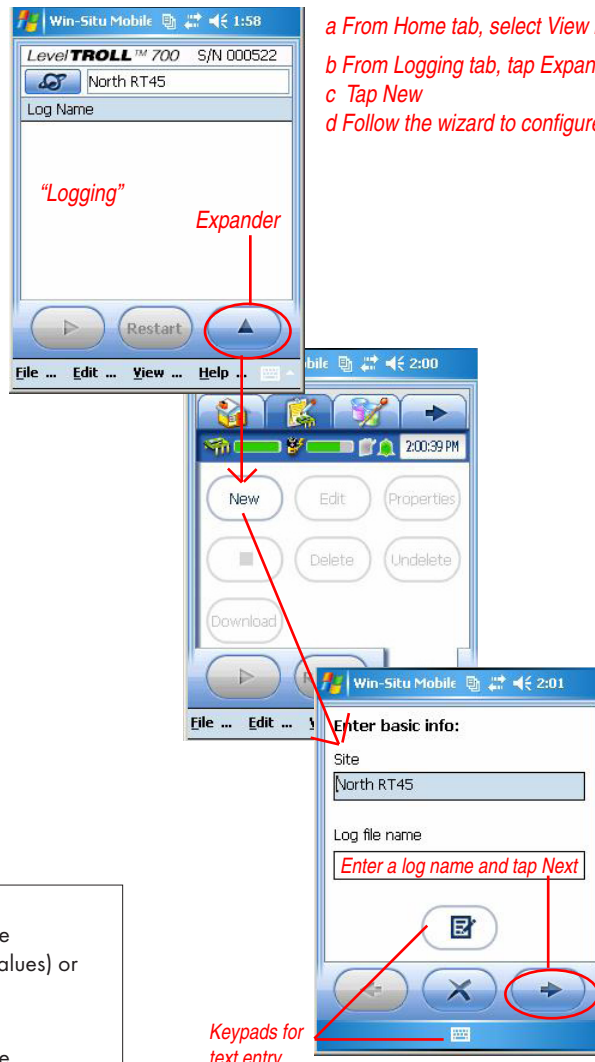 Win-Situ Mobile 1:58
LevelTROLL™ 700 S/N 000522
North RT45
Log Name
"Logging"
Expander
Restart
File ... Edit ... View ... Help ...
a From Home tab, select View
b From Logging tab, tap Expan
c Tap New
d Follow the wizard to configure
bile 2:00
2:00:39 PM
New Edit Properties
Delete Undelete
Download
File ... Edit ...
Win-Situ Mobile 2:01
Enter basic info:
Site
North RT45
Log file name
Enter a log name and tap Next
Keypads for
text entry
e
alues) or
e